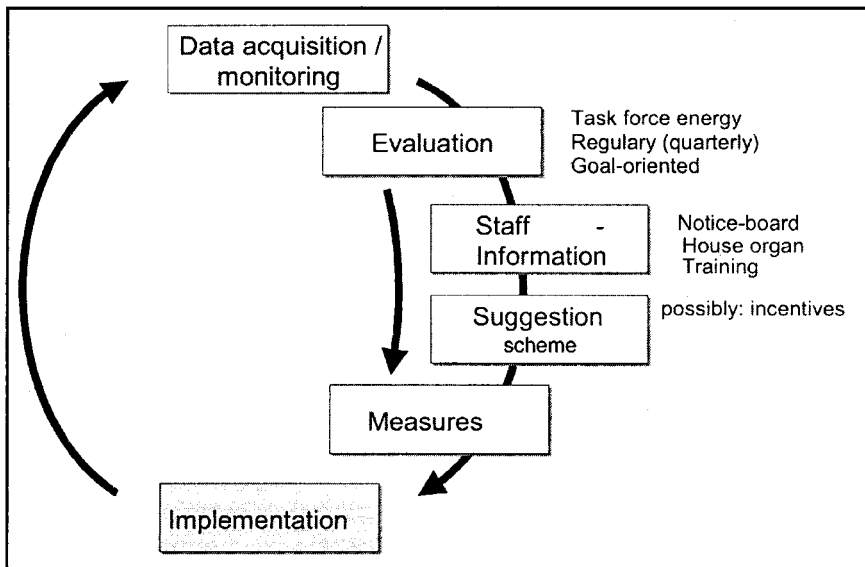 Data acquisition /
monitoring
Evaluation
Task force energy
Regulary (quarterly)
Goal-oriented
Staff -
Information
Notice-board
House organ
Training
Suggestion
scheme
possibly: incentives
Measures
Implementation